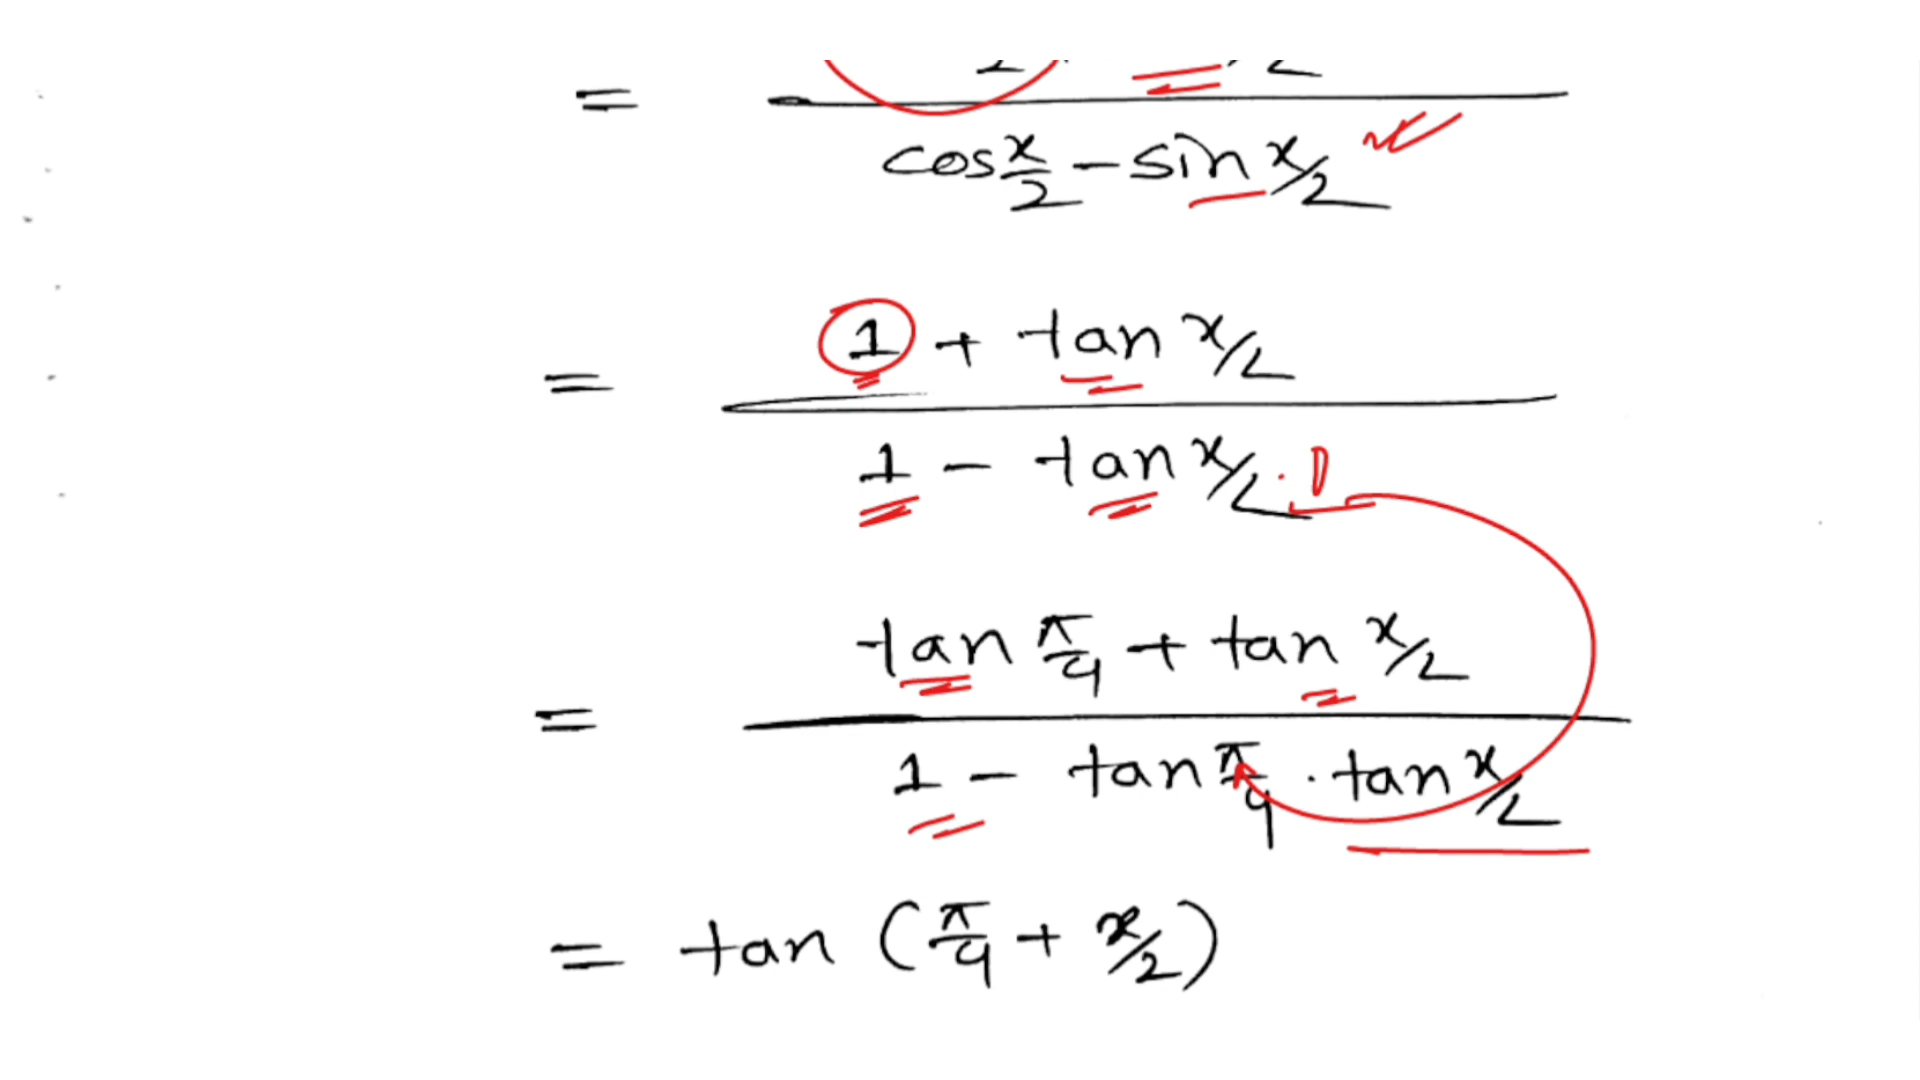 =
cos x/2 - sin x/2
= 1 + tan x/2
1 - tan x/2 . 1
= tan π/4 + tan x/2
1 - tan π/4 . tan x/2
= tan (π/4 + x/2)